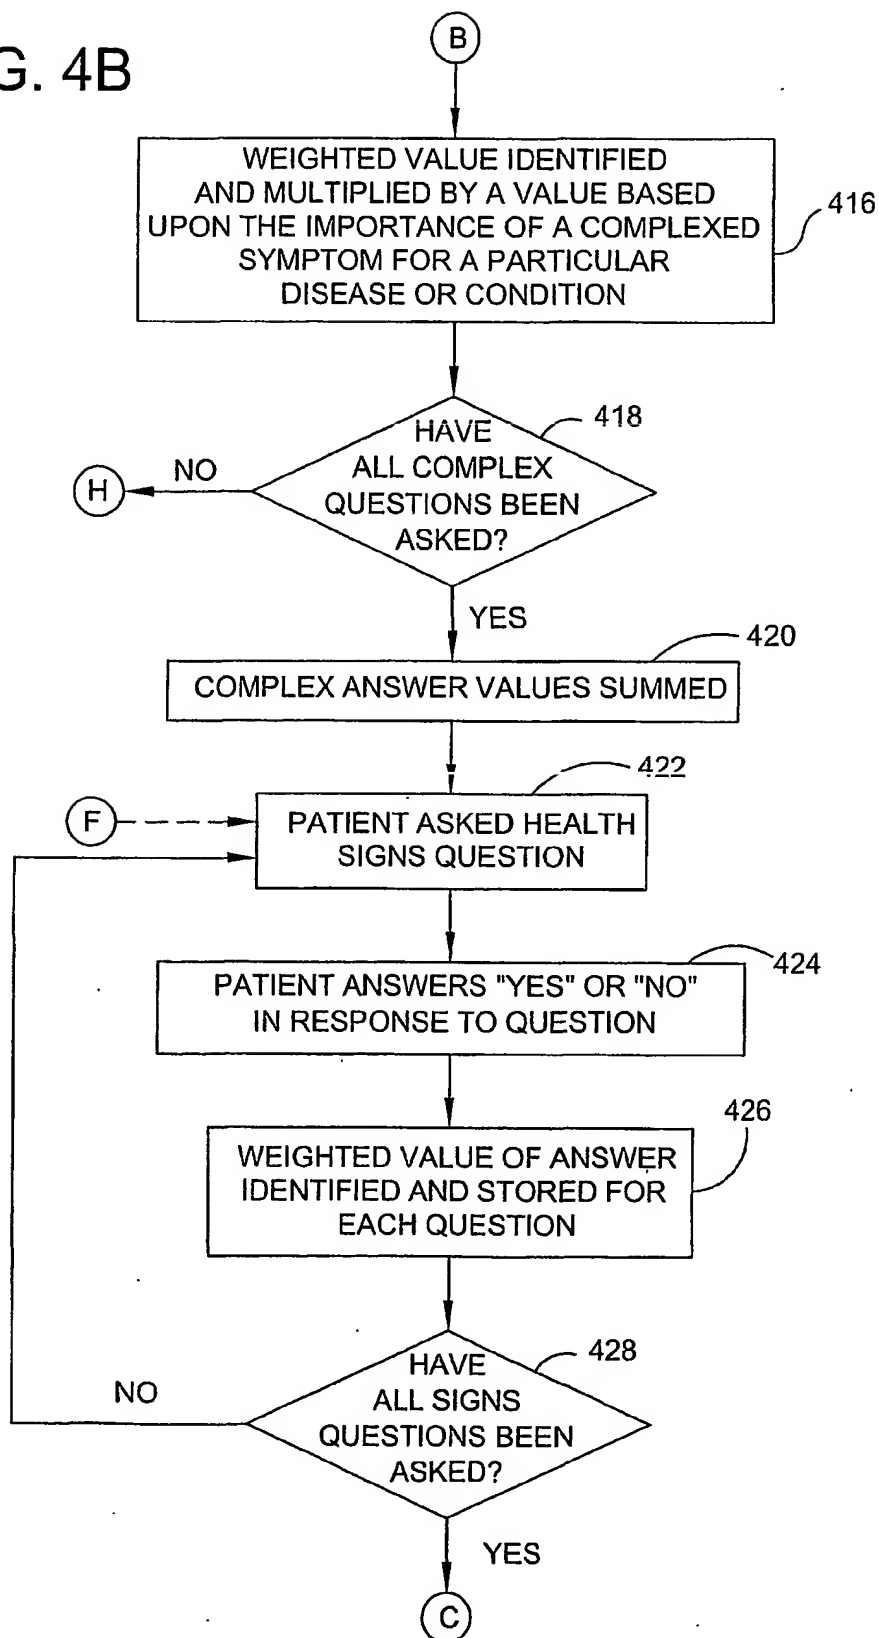 G. 4B
B
WEIGHTED VALUE IDENTIFIED
AND MULTIPLIED BY A VALUE BASED
UPON THE IMPORTANCE OF A COMPLEXED
SYMPTOM FOR A PARTICULAR
DISEASE OR CONDITION
416
HAVE
ALL COMPLEX
QUESTIONS BEEN
ASKED?
418
NO
H
YES
420
COMPLEX ANSWER VALUES SUMMED
422
F
PATIENT ASKED HEALTH
SIGNS QUESTION
424
PATIENT ANSWERS "YES" OR "NO"
IN RESPONSE TO QUESTION
426
WEIGHTED VALUE OF ANSWER
IDENTIFIED AND STORED FOR
EACH QUESTION
428
HAVE
ALL SIGNS
QUESTIONS BEEN
ASKED?
NO
YES
C